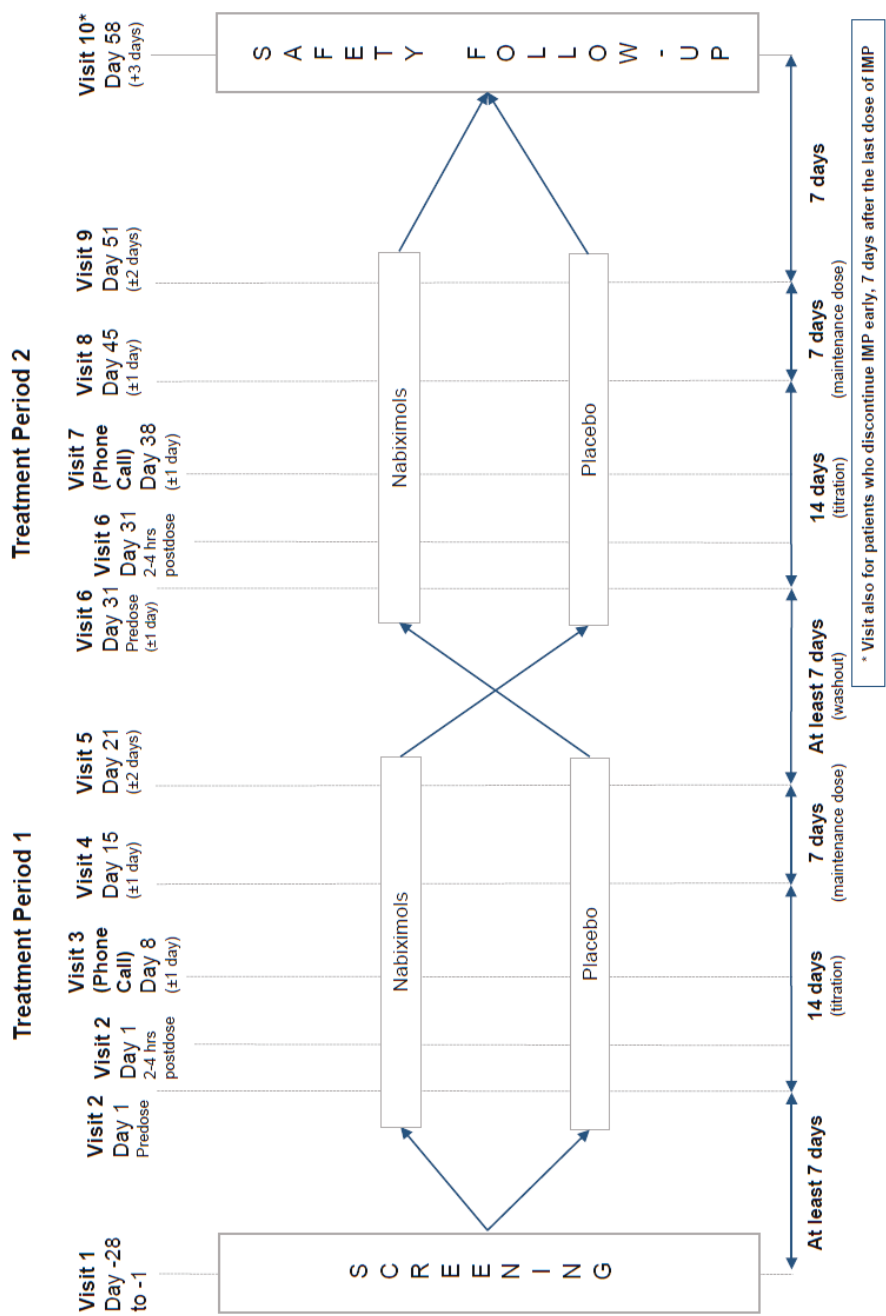 Treatment Period 1
Treatment Period 2
Visit 1
Day -28
to -1
Visit 2
Day 1
Predose
Visit 2
Day 1
2-4 hrs
postdose
Visit 3
(Phone
Call)
Day 8
(±1 day)
Visit 4
Day 15
(±1 day)
Visit 5
Day 21
(±2 days)
Visit 6
Day 31
Predose
(±1 day)
Visit 6
Day 31
2-4 hrs
postdose
Visit 7
(Phone
Call)
Day 38
(±1 day)
Visit 8
Day 45
(±1 day)
Visit 9
Day 51
(±2 days)
Visit 10*
Day 58
(+3 days)
SCREENING
Nabiximols
Placebo
Nabiximols
Placebo
SAFETY FOLLOW-UP
At least 7 days
14 days
(titration)
7 days
(maintenance dose)
At least 7 days
(washout)
14 days
(titration)
7 days
(maintenance dose)
7 days
* Visit also for patients who discontinue IMP early, 7 days after the last dose of IMP